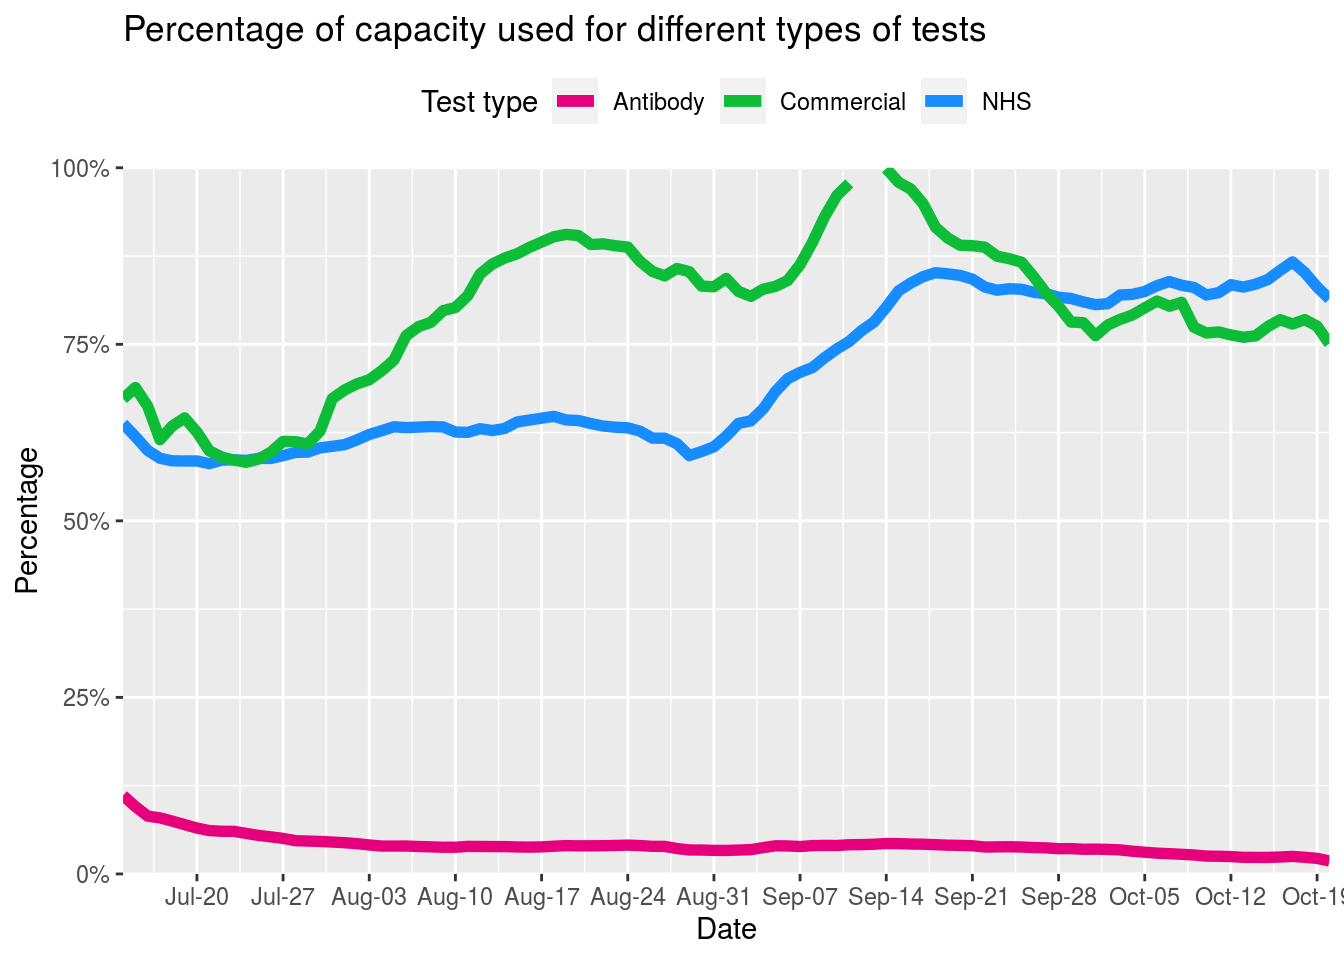 Percentage of capacity used for different types of tests
Test type Antibody Commercial NHS
100%
75%
50%
25%
0%
Percentage
Jul-20 Jul-27 Aug-03 Aug-10 Aug-17 Aug-24 Aug-31 Sep-07 Sep-14 Sep-21 Sep-28 Oct-05 Oct-12 Oct-19
Date